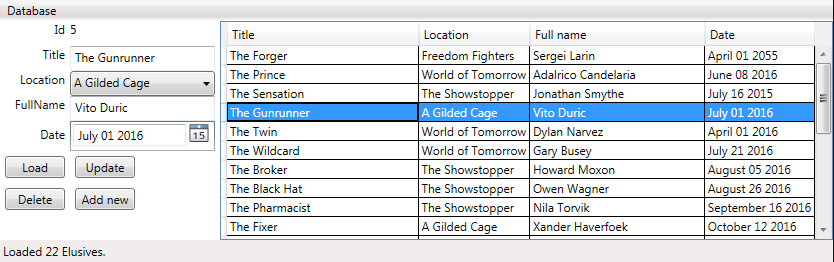 Database
Id 5
Title The Gunrunner
Location A Gilded Cage
FullName Vito Duric
Date July 01 2016 15
Load Update
Delete Add new
Title Location Full name Date
The Forger Freedom Fighters Sergei Larin April 01 2055
The Prince World of Tomorrow Adalrico Candelaria June 08 2016
The Sensation The Showstopper Jonathan Smythe July 16 2015
The Gunrunner A Gilded Cage Vito Duric July 01 2016
The Twin World of Tomorrow Dylan Narvez April 01 2016
The Wildcard World of Tomorrow Gary Busey July 21 2016
The Broker The Showstopper Howard Moxon August 05 2016
The Black Hat The Showstopper Owen Wagner August 26 2016
The Pharmacist The Showstopper Nila Torvik September 16 2016
The Fixer A Gilded Cage Xander Haverfoek October 12 2016
Loaded 22 Elusives.